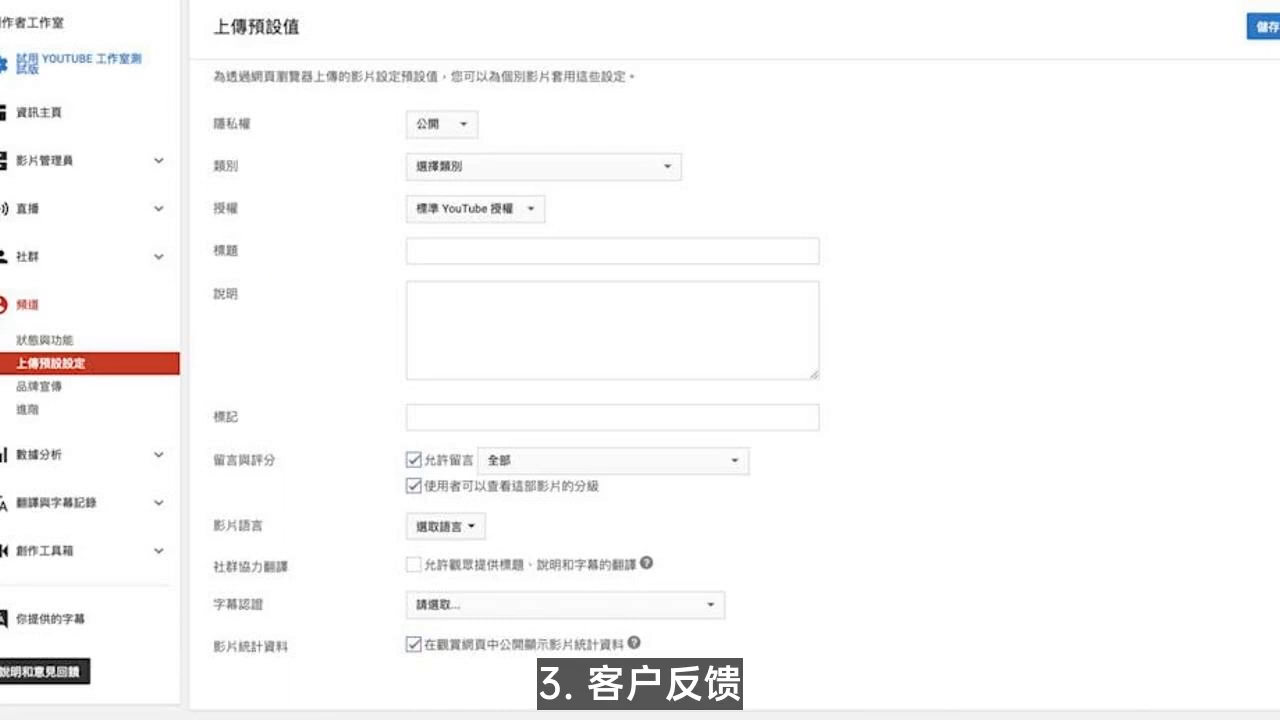 作者工作室
試用 YOUTUBE 工作室測
試版
資訊主頁
影片管理員
直播
社群
頻道
狀態與功能
上傳預設設定
品牌宣傳
進階
數據分析
翻譯與字幕記錄
創作工具箱
你提供的字幕
說明和意見回饋
上傳預設值
儲存
為透過網頁瀏覽器上傳的影片設定預設值，您可以為個別影片套用這些設定。
隱私權
公開
類別
選擇類別
授權
標準 YouTube 授權
標題
說明
標記
留言與評分
允許留言 全部
使用者可以查看這部影片的分級
影片語言
選取語言
社群協力翻譯
允許觀眾提供標題、說明和字幕的翻譯
字幕認證
請選取...
影片統計資料
在觀賞網頁中公開顯示影片統計資料
3. 客户反馈